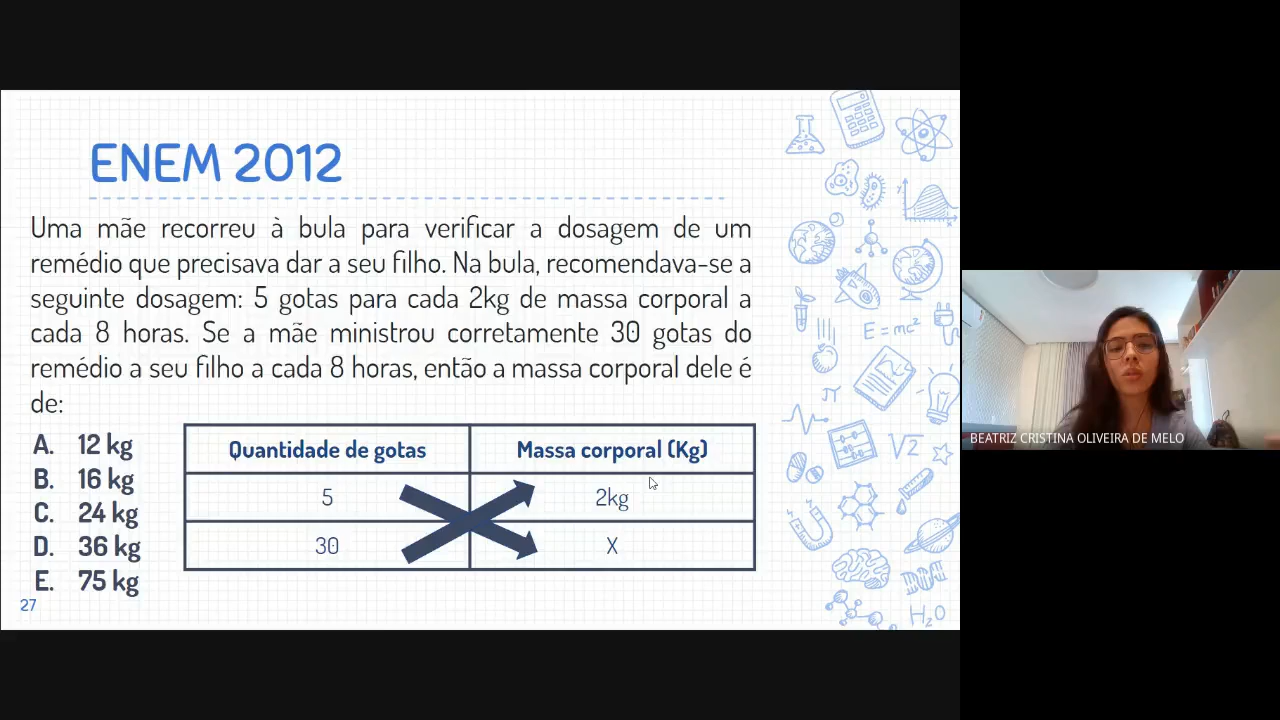 ENEM 2012
Uma mãe recorreu à bula para verificar a dosagem de um
remédio que precisava dar a seu filho. Na bula, recomendava-se a
seguinte dosagem: 5 gotas para cada 2kg de massa corporal a
cada 8 horas. Se a mãe ministrou corretamente 30 gotas do
remédio a seu filho a cada 8 horas, então a massa corporal dele é
de:
A. 12 kg
B. 16 kg
C. 24 kg
D. 36 kg
E. 75 kg
Quantidade de gotas Massa corporal (Kg)
5 2kg
30 X
27
E=mc²
π
√2
H₂O
BEATRIZ CRISTINA OLIVEIRA DE MELO